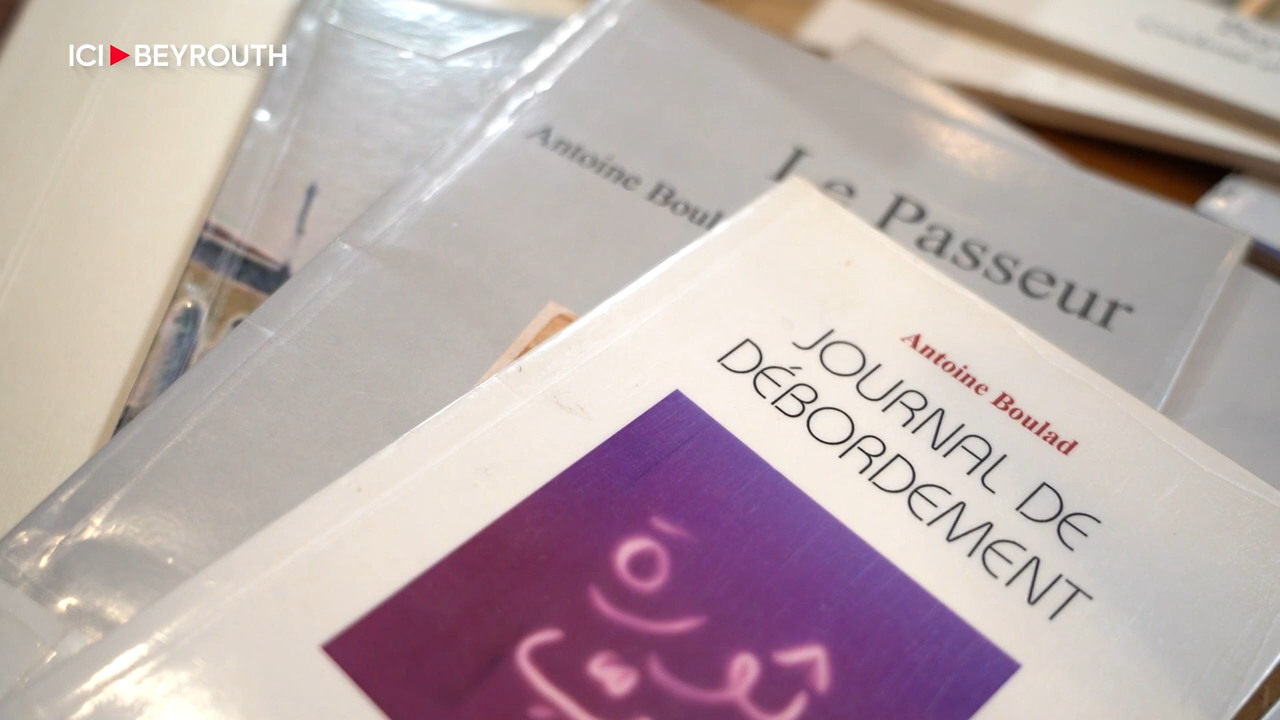 ICI BEYROUTH
Antoine Boul
Le Passeur
Antoine Boulad
JOURNAL DE
DÉBORDEMENT